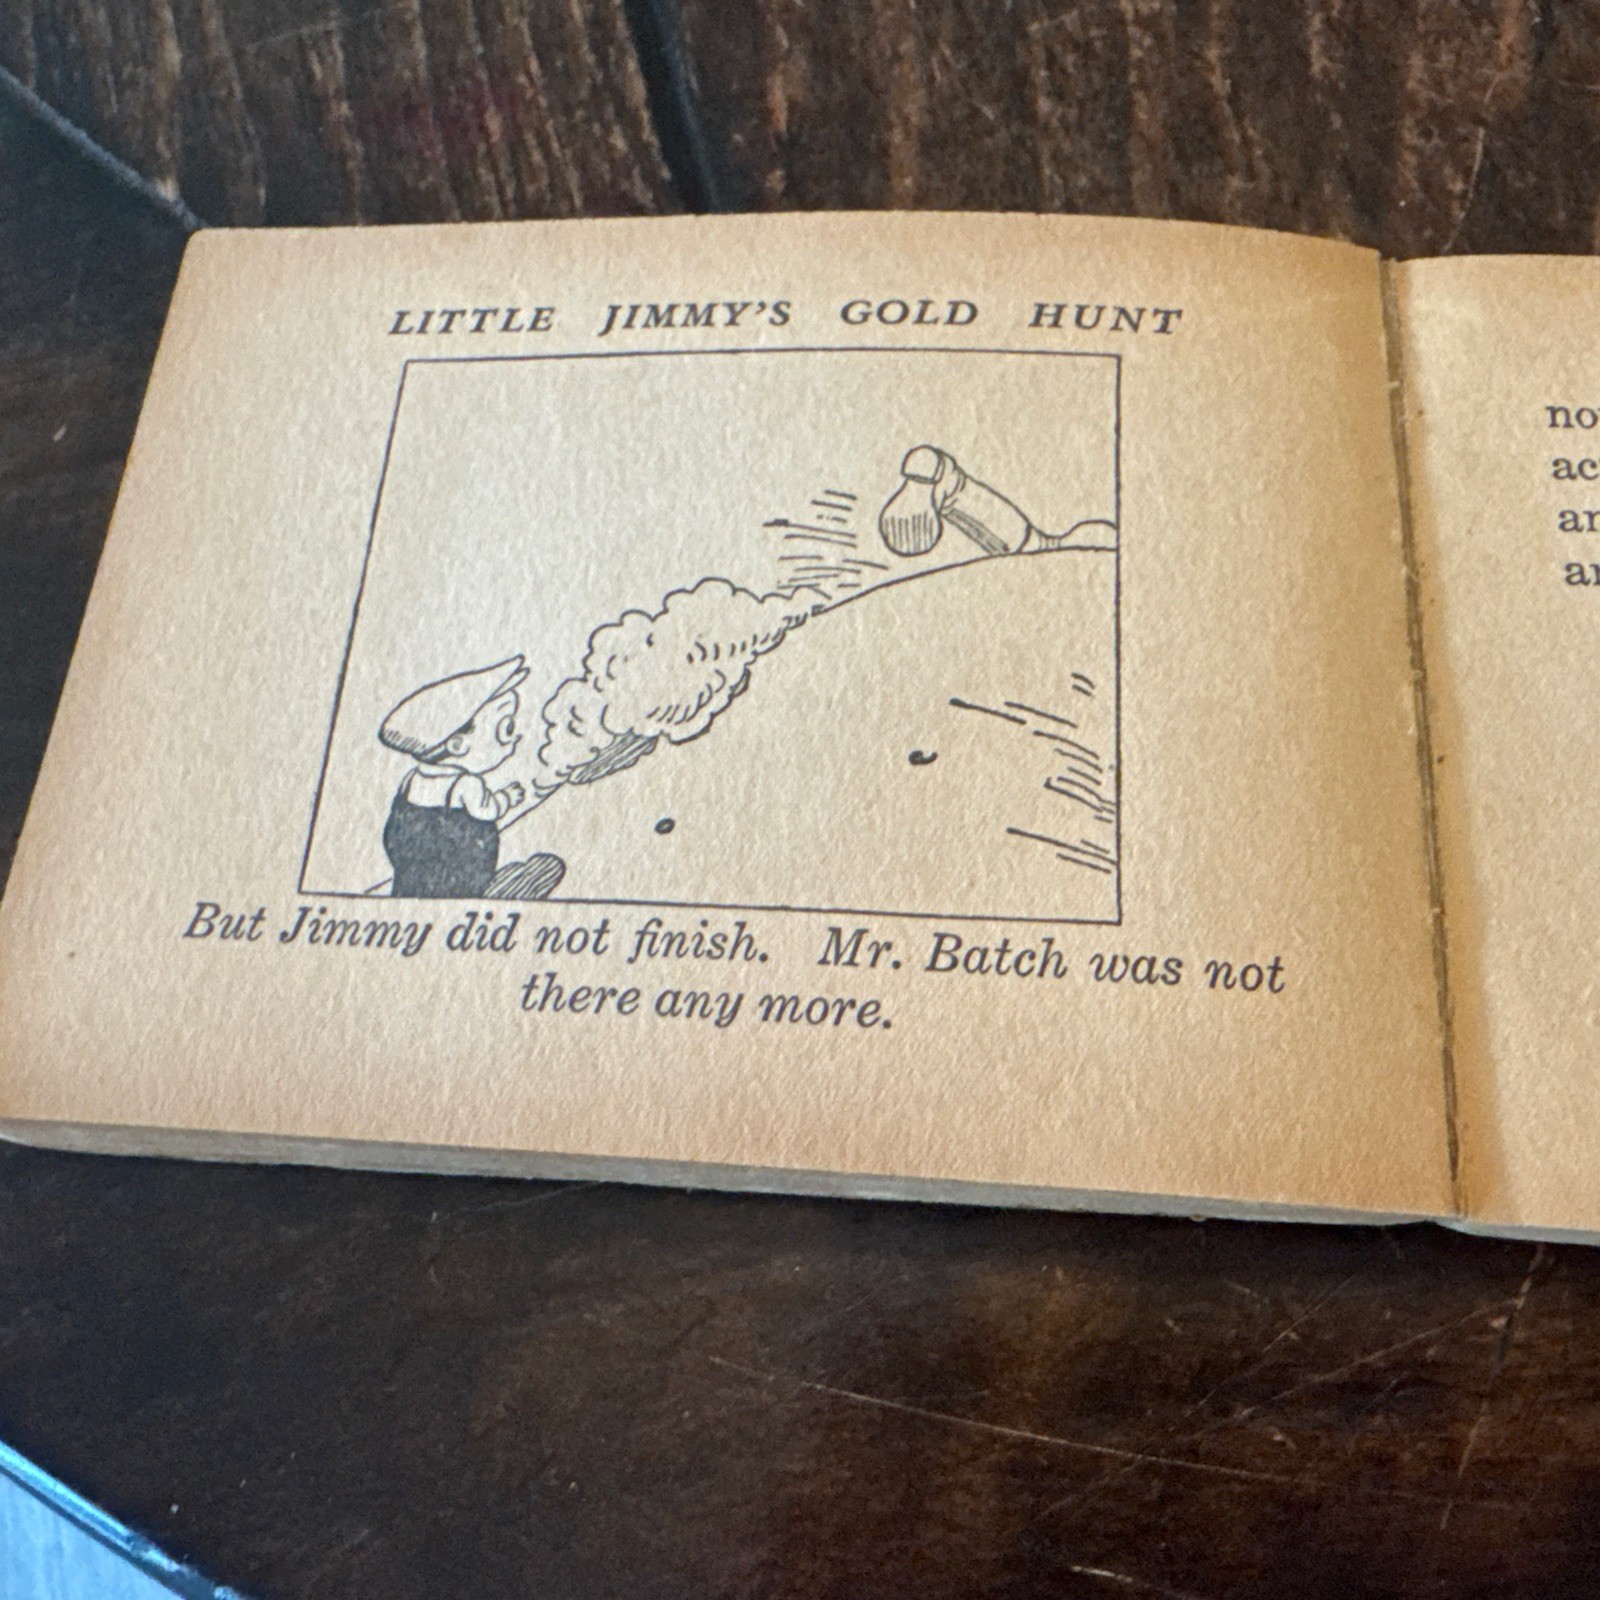 LITTLE JIMMY'S GOLD HUNT
But Jimmy did not finish. Mr. Batch was not
there any more.